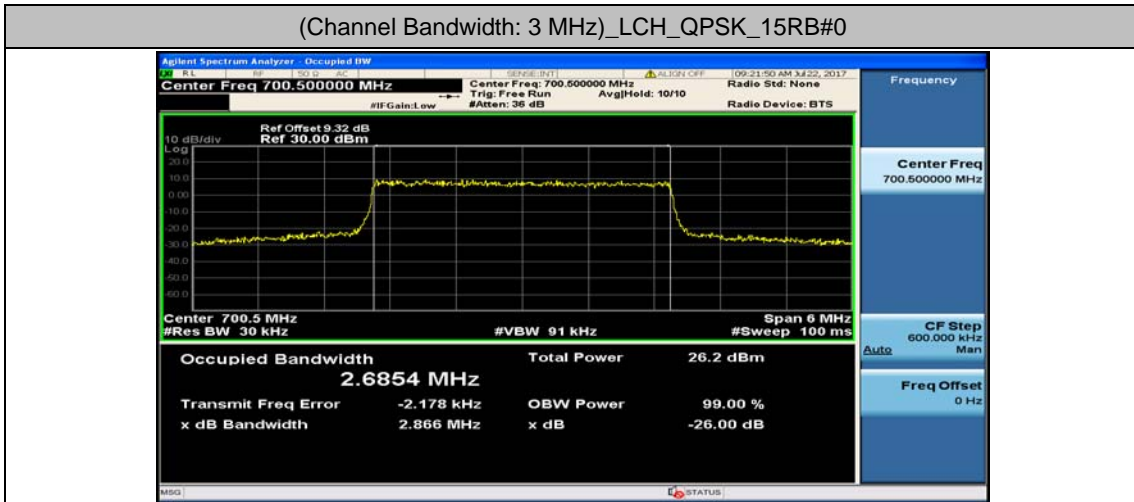 (Channel Bandwidth: 3 MHz)_LCH_QPSK_15RB#0
Agilent Spectrum Analyzer - Occupied BW
LXI RL RF 50 Ω AC SENSE:INT ALIGN OFF 09:21:50 AM Jul 22, 2017
Center Freq 700.500000 MHz
Center Freq: 700.500000 MHz
Radio Std: None
Trig: Free Run Avg|Hold: 10/10
#IFGain:Low
#Atten: 36 dB
Radio Device: BTS
Ref Offset 9.32 dB
10 dB/div Ref 30.00 dBm
Log
20.0
10.0
0.00
-10.0
-20.0
-30.0
-40.0
-50.0
-60.0
Center 700.5 MHz
Span 6 MHz
#Res BW 30 kHz
#VBW 91 kHz
#Sweep 100 ms
Occupied Bandwidth
Total Power 26.2 dBm
2.6854 MHz
Transmit Freq Error -2.178 kHz
OBW Power 99.00 %
x dB Bandwidth 2.866 MHz
x dB -26.00 dB
MSG
STATUS
Frequency
Center Freq
700.500000 MHz
CF Step
600.000 kHz
Auto Man
Freq Offset
0 Hz